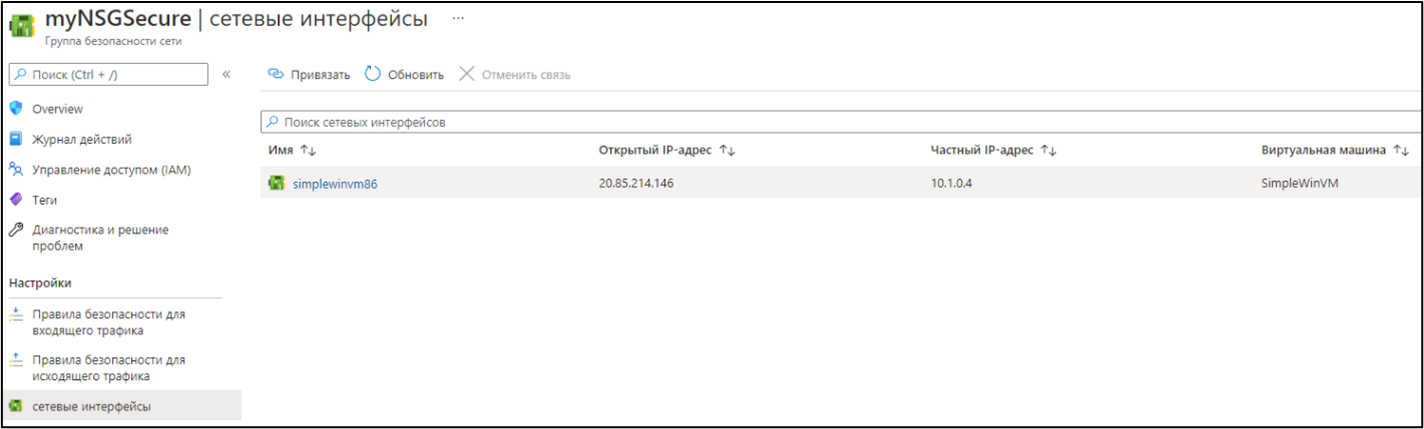 myNSGSecure | сетевые интерфейсы ...
Группа безопасности сети
Поиск (Ctrl + /)
«
Overview
Журнал действий
Управление доступом (IAM)
Теги
Диагностика и решение
проблем
Настройки
Правила безопасности для
входящего трафика
Правила безопасности для
исходящего трафика
сетевые интерфейсы
Привязать Обновить Отменить связь
Поиск сетевых интерфейсов
Имя ↑↓ Открытый IP-адрес ↑↓ Частный IP-адрес ↑↓ Виртуальная машина ↑↓
simplewinvm86 20.85.214.146 10.1.0.4 SimpleWinVM